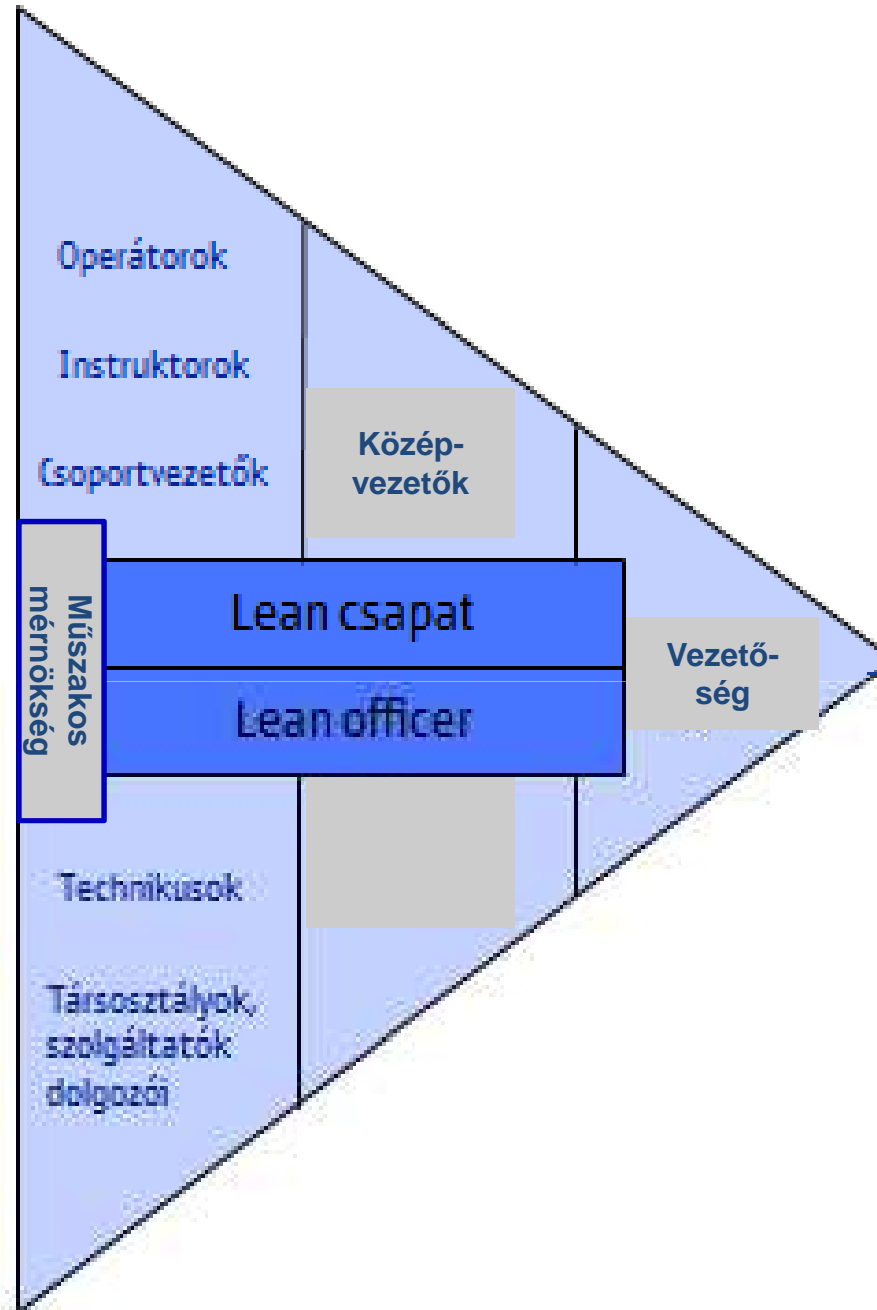 Operátorok
Instruktorok
Csoportvezetők
Közép-
vezetők
Műszakos
mérnökség
Lean csapat
Lean officer
Vezető-
ség
Technikusok
Társosztályok,
szolgáltatók
dolgozói